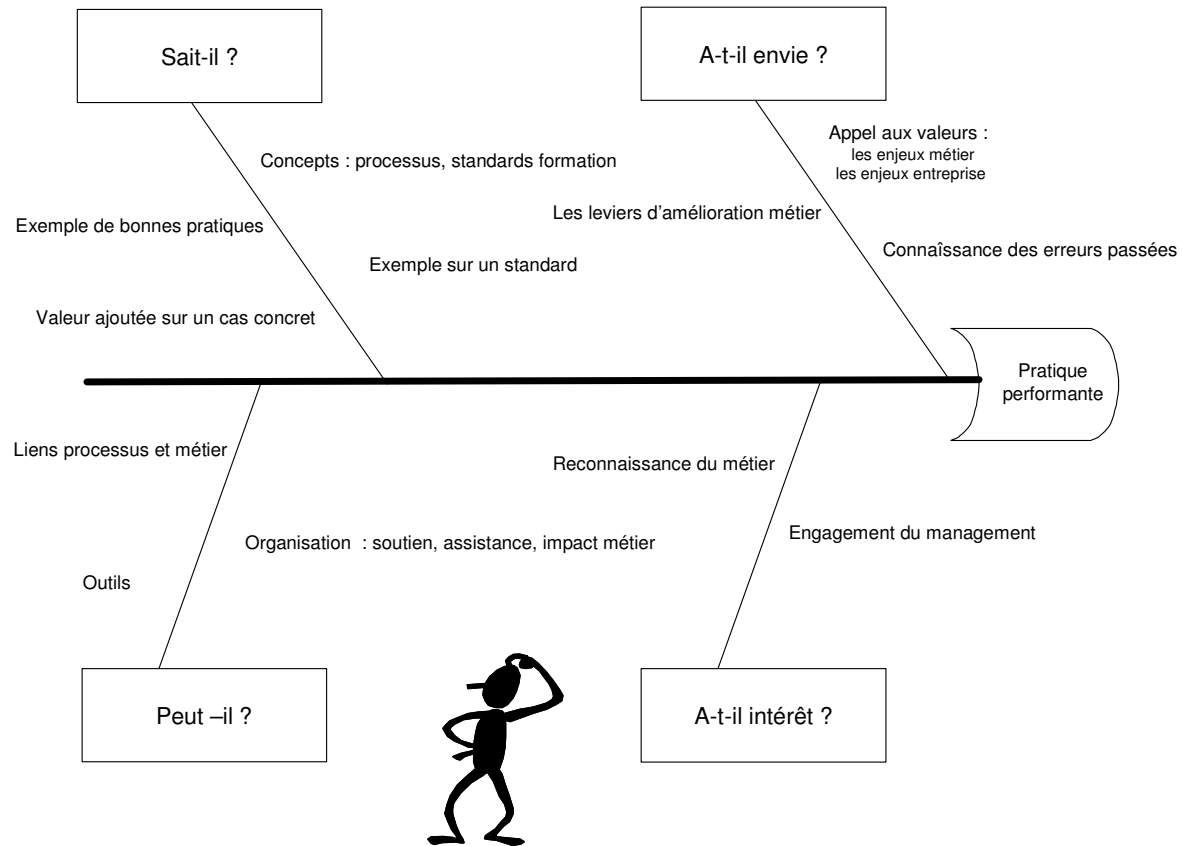 Sait-il ?
A-t-il envie ?
Appel aux valeurs :
les enjeux métier
les enjeux entreprise
Concepts : processus, standards formation
Les leviers d’amélioration métier
Exemple de bonnes pratiques
Connaîssance des erreurs passées
Exemple sur un standard
Valeur ajoutée sur un cas concret
Pratique
performante
Liens processus et métier
Reconnaissance du métier
Engagement du management
Organisation  : soutien, assistance, impact métier
Outils
Peut –il ?
A-t-il intérêt ?